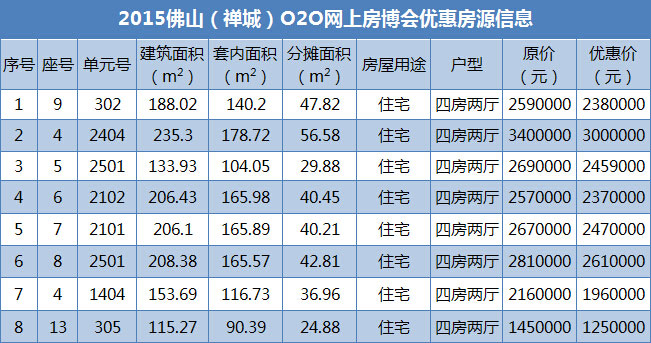 2015佛山（禅城）O2O网上房博会优惠房源信息
序号 座号 单元号 建筑面积（m²） 套内面积（m²） 分摊面积（m²） 房屋用途 户型 原价（元） 优惠价（元）
1 9 302 188.02 140.2 47.82 住宅 四房两厅 2590000 2380000
2 4 2404 235.3 178.72 56.58 住宅 四房两厅 3400000 3000000
3 5 2501 133.93 104.05 29.88 住宅 四房两厅 2690000 2459000
4 6 2102 206.43 165.98 40.45 住宅 四房两厅 2570000 2370000
5 7 2101 206.1 165.89 40.21 住宅 四房两厅 2670000 2470000
6 8 2501 208.38 165.57 42.81 住宅 四房两厅 2810000 2610000
7 4 1404 153.69 116.73 36.96 住宅 四房两厅 2160000 1960000
8 13 305 115.27 90.39 24.88 住宅 四房两厅 1450000 1250000